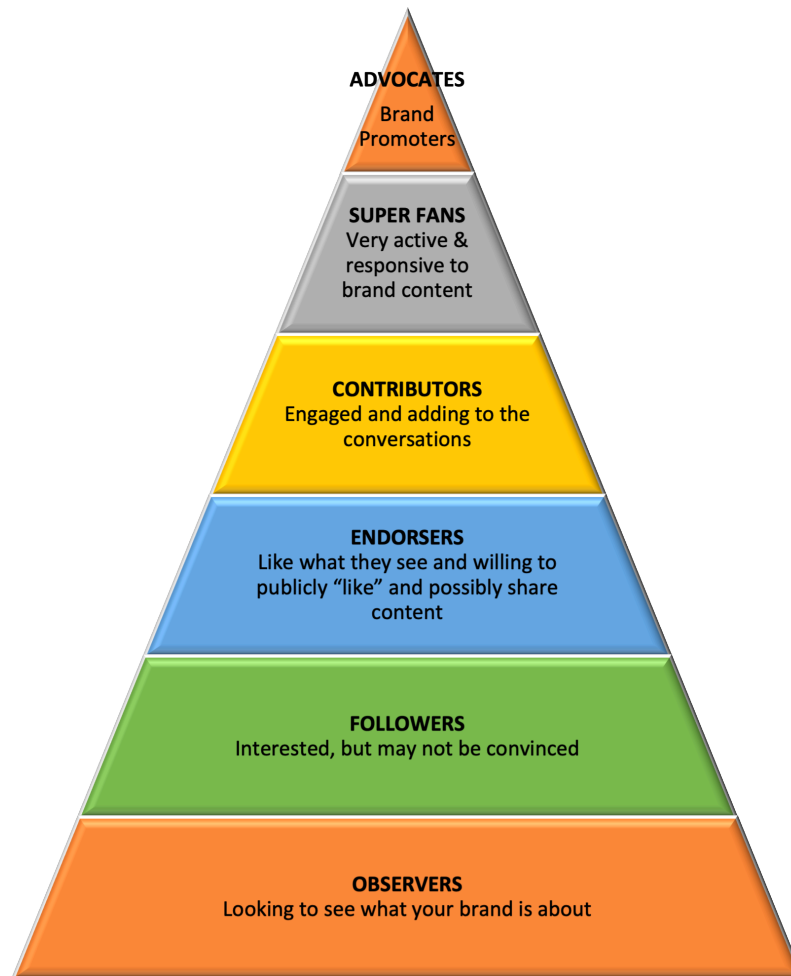 ADVOCATES
Brand
Promoters
SUPER FANS
Very active &
responsive to
brand content
CONTRIBUTORS
Engaged and adding to the
conversations
ENDORSERS
Like what they see and willing to
publicly “like” and possibly share
content
FOLLOWERS
Interested, but may not be convinced
OBSERVERS
Looking to see what your brand is about